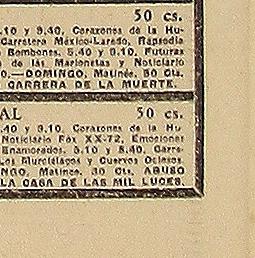 50 cs.
.10 y 9.40, Corazones de la Hu-
Carretera México-Laredo, Rapsodia
Bombones. 5.40 y 9.10. Futuras
de las Marionetas y Noticiario
0.—DOMINGO, Matinée. 50 Cts.
CARRERA DE LA MUERTE.
AL 50 cs.
.40 y 9.10, Corazones de la Hu-
Noticiario Fox XX-72, Emociones
Enamorados. 5.10 y 8.40, Carre-
Los Murciélagos y Cuervos Ociosos.
NGO, Matinée. 30 Cts. ABUSO
LA CASA DE LAS MIL LUCES.